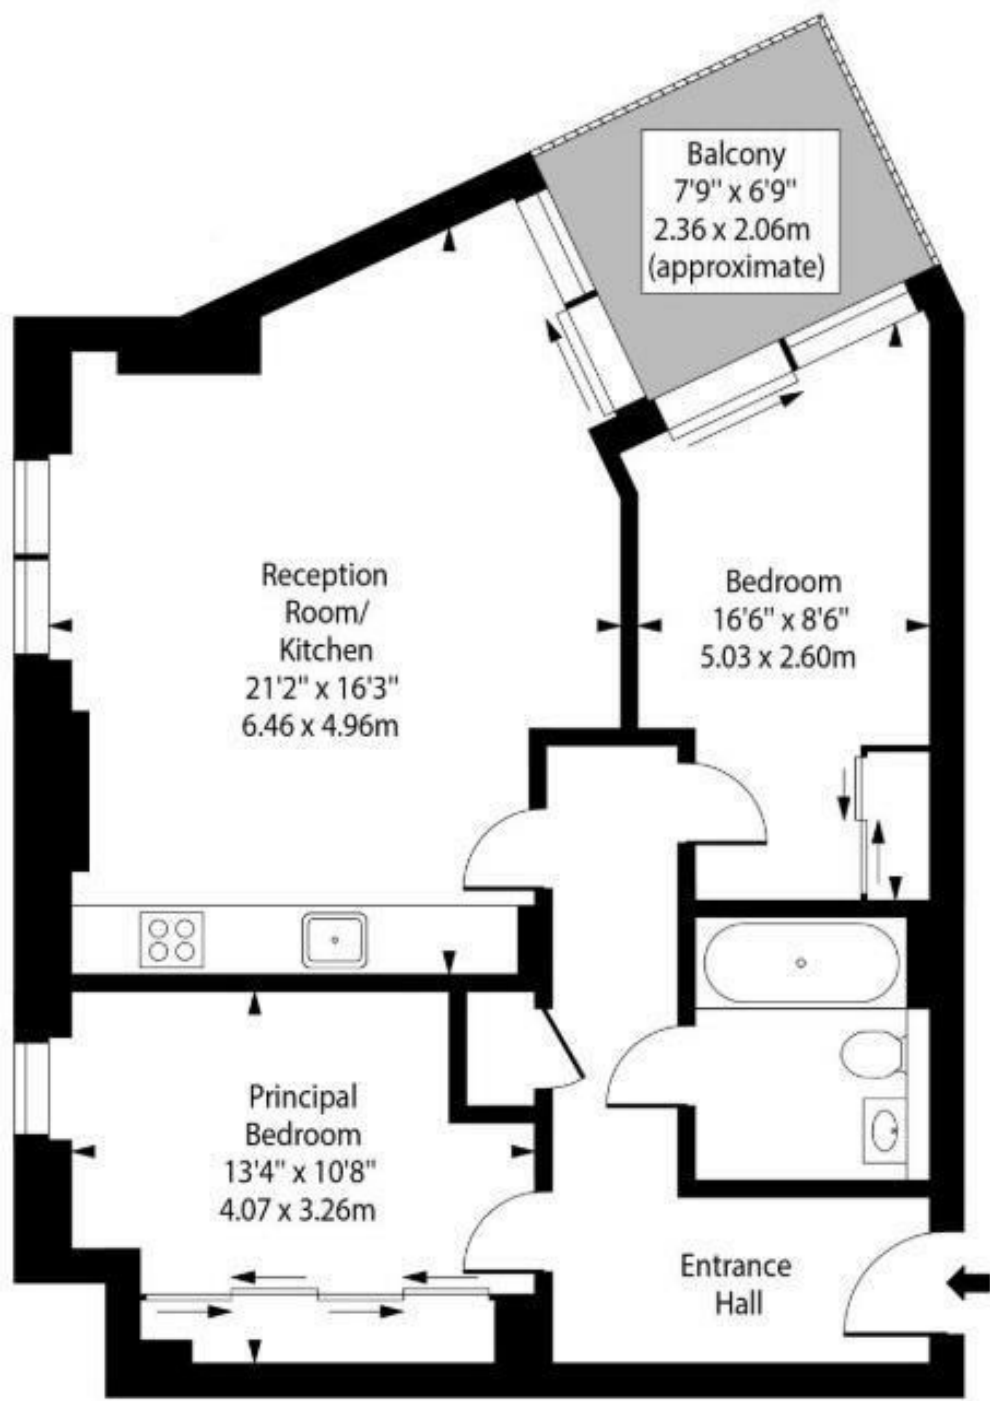 Balcony
7'9" x 6'9"
2.36 x 2.06m
(approximate)
Reception
Room/
Kitchen
21'2" x 16'3"
6.46 x 4.96m
Bedroom
16'6" x 8'6"
5.03 x 2.60m
Principal
Bedroom
13'4" x 10'8"
4.07 x 3.26m
Entrance
Hall